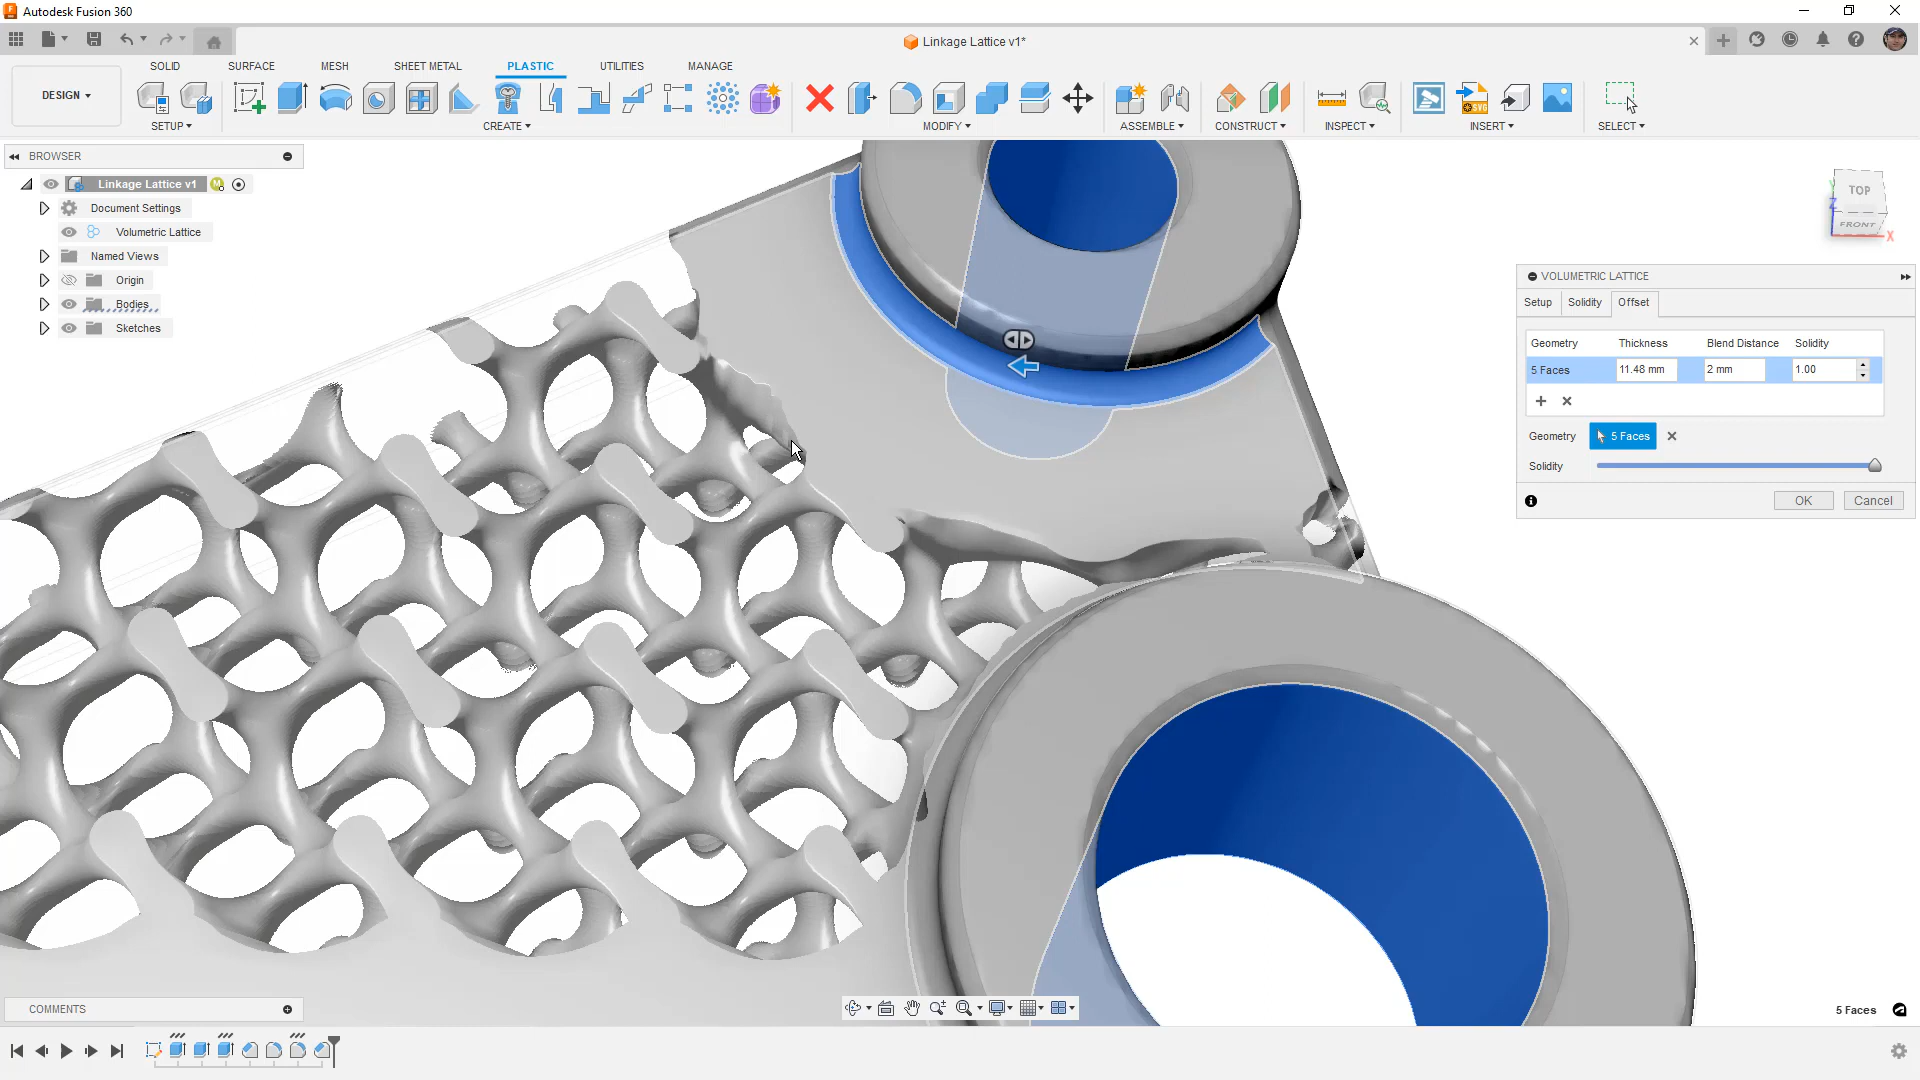 Autodesk Fusion 360
Linkage Lattice v1*
DESIGN
SOLID
SURFACE
MESH
SHEET METAL
PLASTIC
UTILITIES
MANAGE
SETUP
CREATE
MODIFY
ASSEMBLE
CONSTRUCT
INSPECT
INSERT
SELECT
SVG
BROWSER
Linkage Lattice v1
Document Settings
Volumetric Lattice
Named Views
Origin
Bodies
Sketches
TOP
FRONT
Z
X
VOLUMETRIC LATTICE
Setup
Solidity
Offset
Geometry Thickness Blend Distance Solidity
5 Faces 11.48 mm 2 mm 1.00
Geometry 5 Faces
Solidity
OK
Cancel
COMMENTS
5 Faces